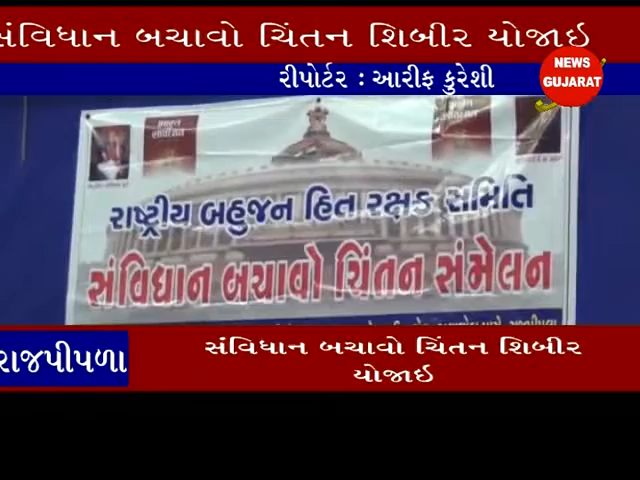 સંવિધાન બચાવો ચિંતન શિબીર યોજાઇ
રીપોર્ટર : આરીફ કુરેશી
NEWS
GUJARAT
રાષ્ટ્રીય બહુજન હિત રક્ષક સમિતિ
સંવિધાન બચાવો ચિંતન સંમેલન
રાજપીપળા
સંવિધાન બચાવો ચિંતન શિબીર
યોજાઇ